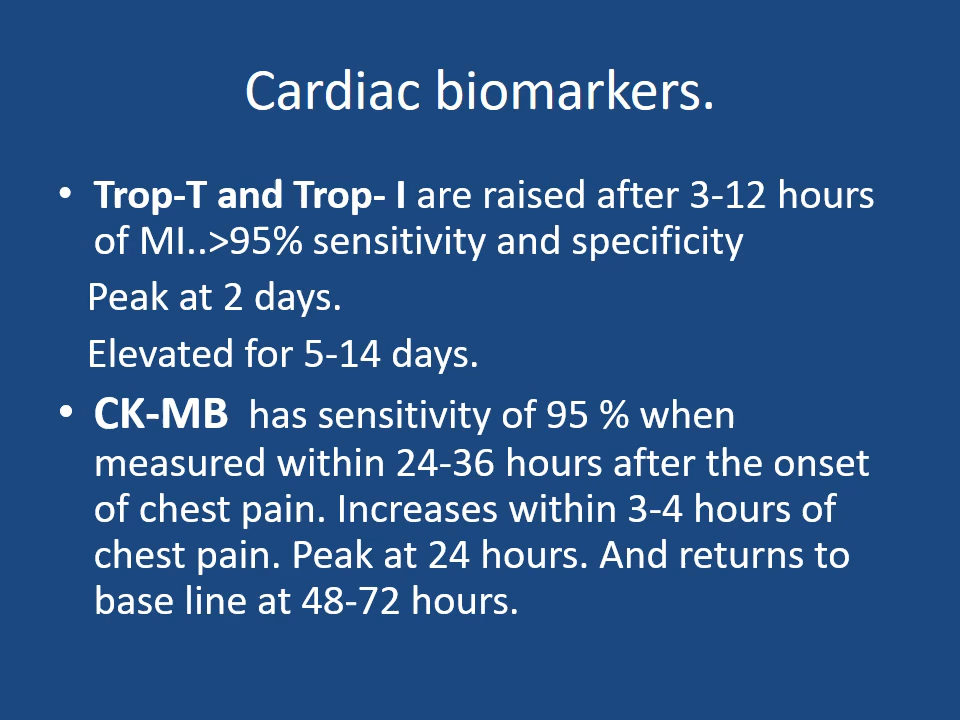 Cardiac biomarkers.
• Trop-T and Trop- I are raised after 3-12 hours
of MI..>95% sensitivity and specificity
Peak at 2 days.
Elevated for 5-14 days.
• CK-MB has sensitivity of 95 % when
measured within 24-36 hours after the onset
of chest pain. Increases within 3-4 hours of
chest pain. Peak at 24 hours. And returns to
base line at 48-72 hours.